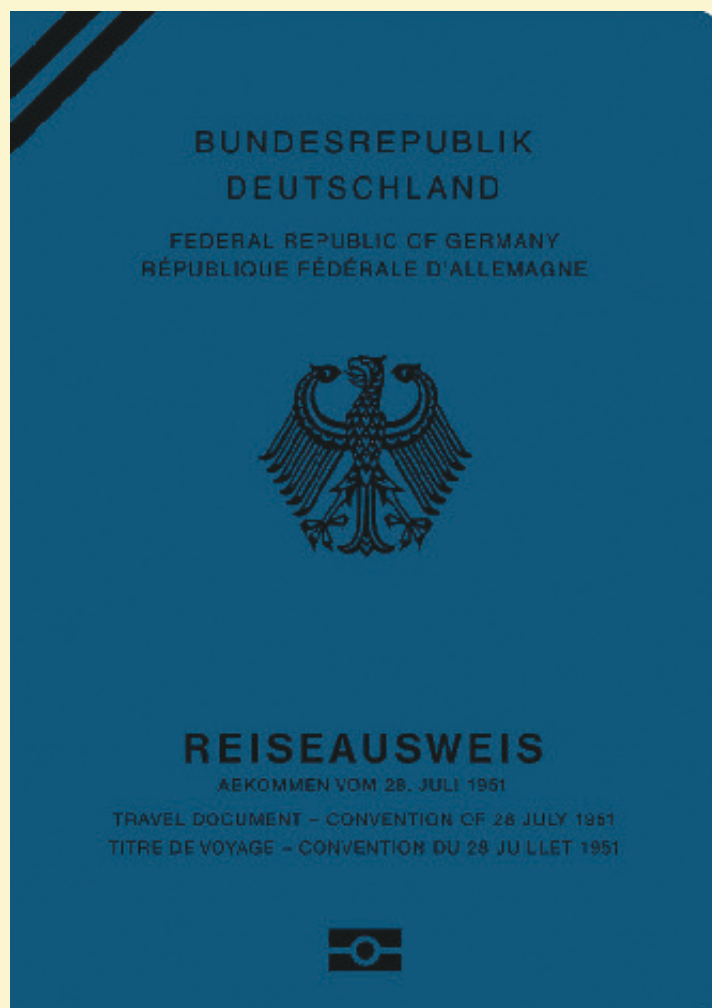 BUNDESREPUBLIK
DEUTSCHLAND
FEDERAL REPUBLIC OF GERMANY
RÉPUBLIQUE FÉDÉRALE D'ALLEMAGNE
REISEAUSWEIS
ABKOMMEN VOM 28. JULI 1951
TRAVEL DOCUMENT – CONVENTION OF 28 JULY 1951
TITRE DE VOYAGE – CONVENTION DU 28 JUILLET 1951